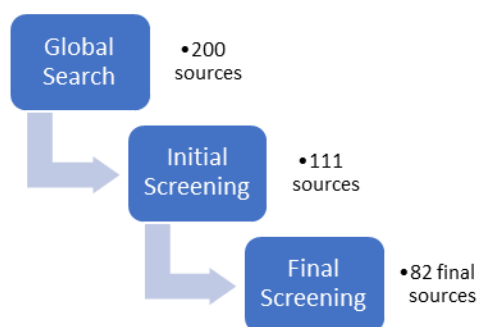 Global
Search
•200
sources
Initial
Screening
•111
sources
Final
Screening
•82 final
sources